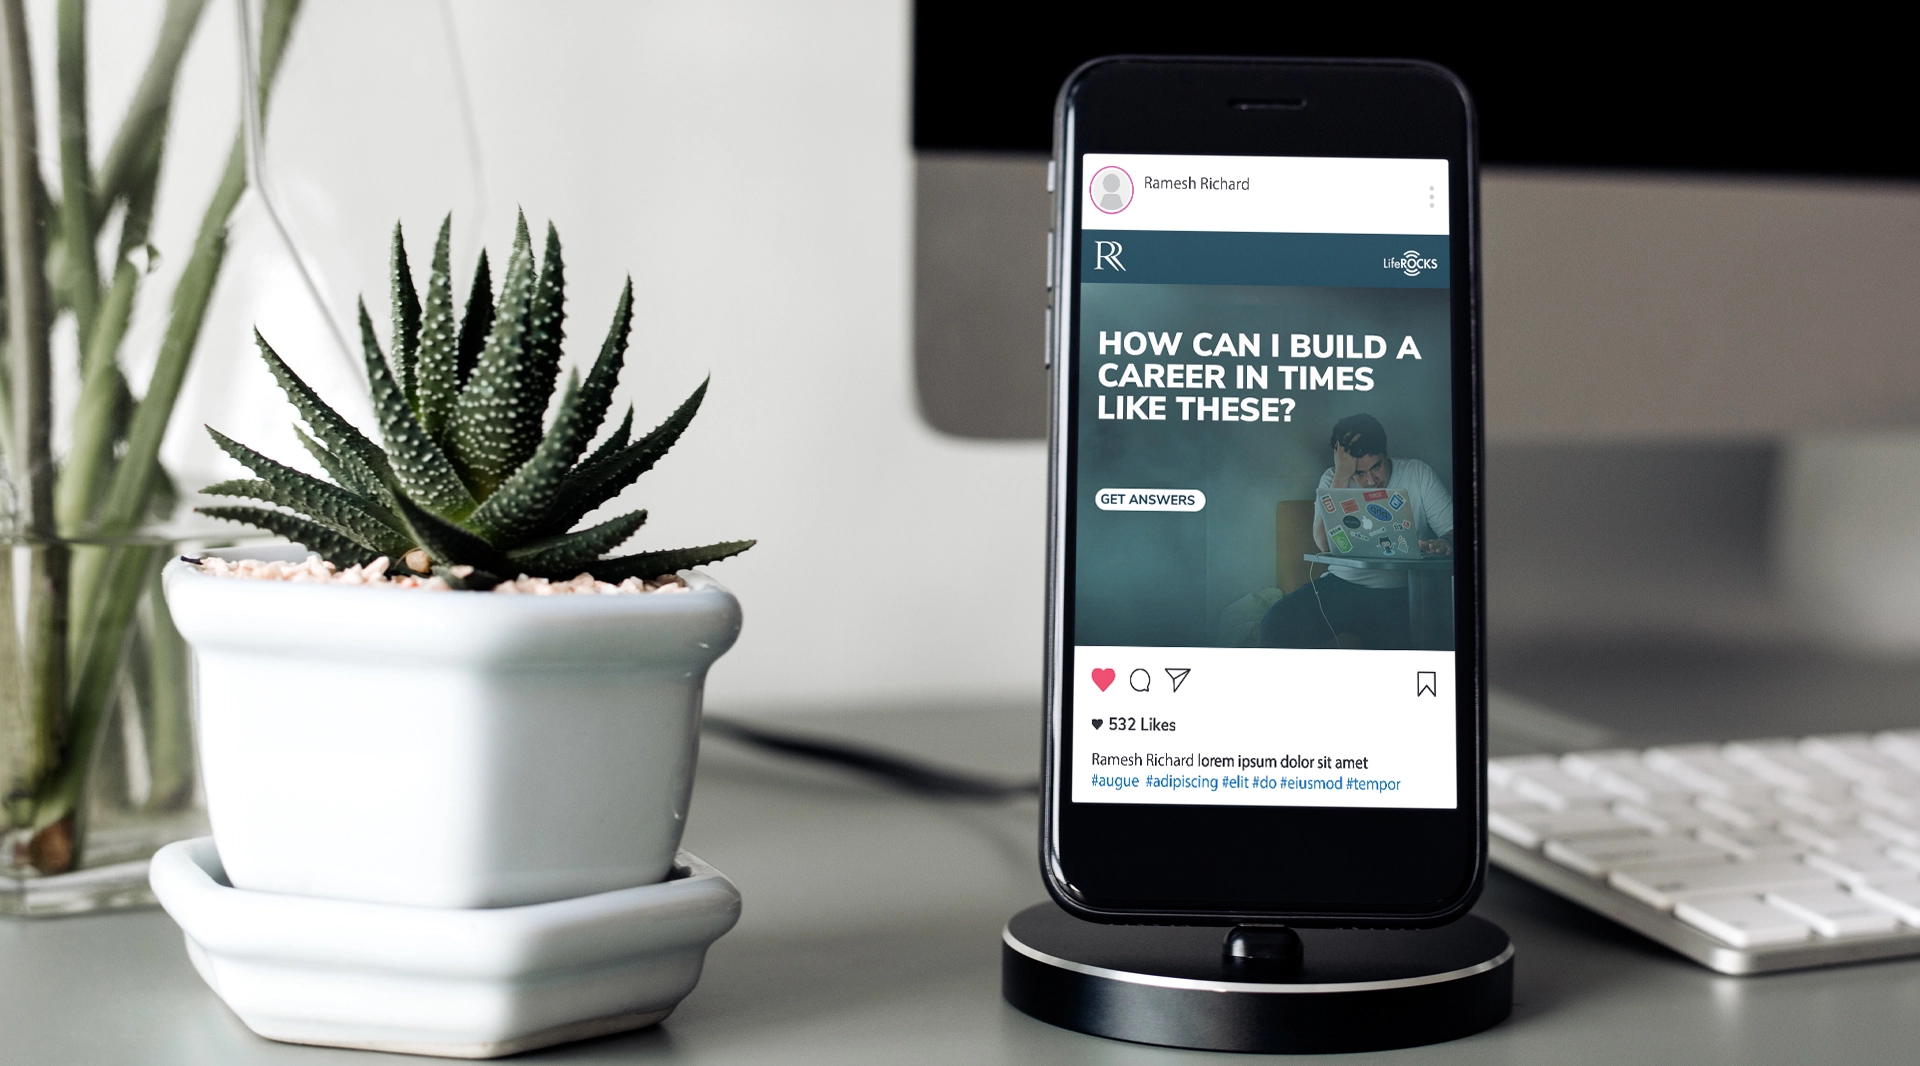 Ramesh Richard
RR
LifeROCKS
HOW CAN I BUILD A
CAREER IN TIMES
LIKE THESE?
GET ANSWERS
532 Likes
Ramesh Richard lorem ipsum dolor sit amet
#augue #adipiscing #elit #do #eiusmod #tempor